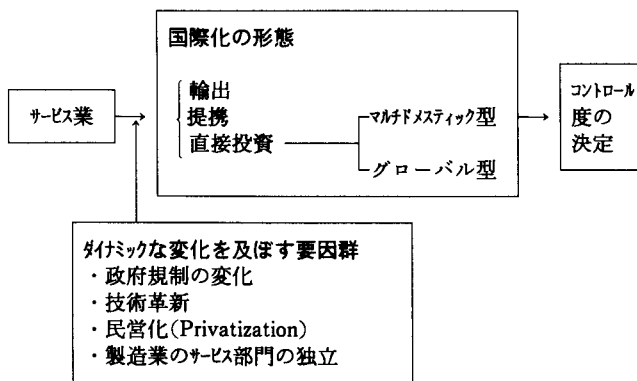 国際化の形態
サービス業
輸出
提携
直接投資
マルチドメスティック型
グローバル型
コントロール
度の
決定
ダイナミックな変化を及ぼす要因群
・政府規制の変化
・技術革新
・民営化(Privatization)
・製造業のサービス部門の独立